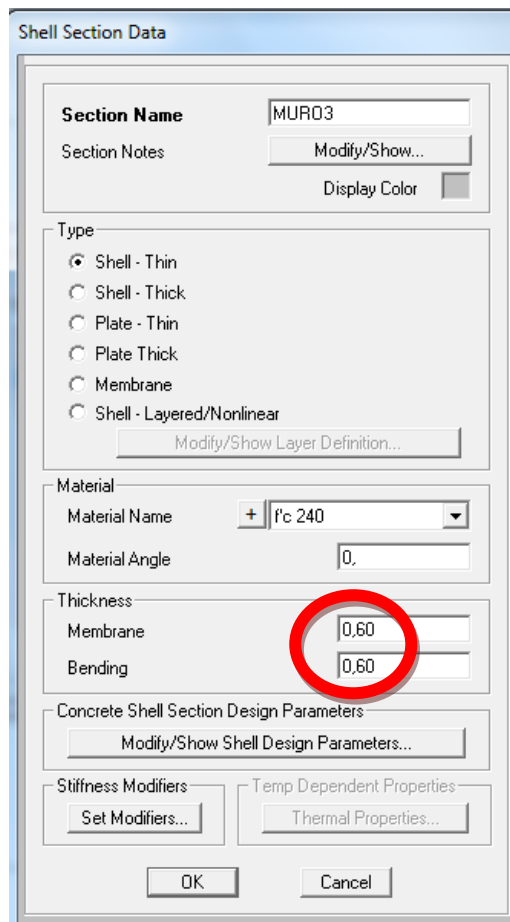 Shell Section Data
Section Name MURO3
Section Notes Modify/Show...
Display Color
Type
Shell - Thin
Shell - Thick
Plate - Thin
Plate Thick
Membrane
Shell - Layered/Nonlinear
Modify/Show Layer Definition...
Material
Material Name + f'c 240
Material Angle 0,
Thickness
Membrane 0,60
Bending 0,60
Concrete Shell Section Design Parameters
Modify/Show Shell Design Parameters...
Stiffness Modifiers Temp Dependent Properties
Set Modifiers... Thermal Properties...
OK Cancel